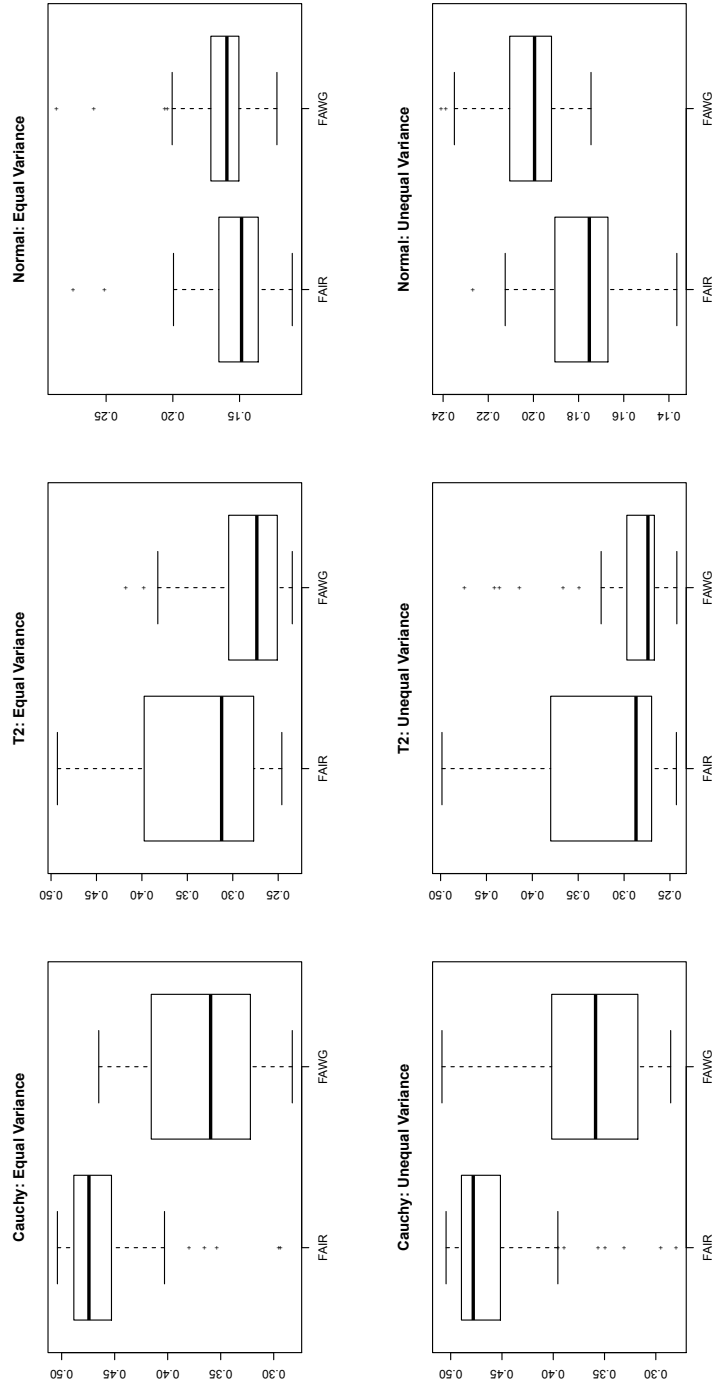 Normal: Equal Variance
0.25
0.20
0.15
FAIR
FAWG
Normal: Unequal Variance
0.24
0.22
0.20
0.18
0.16
0.14
FAIR
FAWG
T2: Equal Variance
0.50
0.45
0.40
0.35
0.30
0.25
FAIR
FAWG
T2: Unequal Variance
0.50
0.45
0.40
0.35
0.30
0.25
FAIR
FAWG
Cauchy: Equal Variance
0.50
0.45
0.40
0.35
0.30
FAIR
FAWG
Cauchy: Unequal Variance
0.50
0.45
0.40
0.35
0.30
FAIR
FAWG